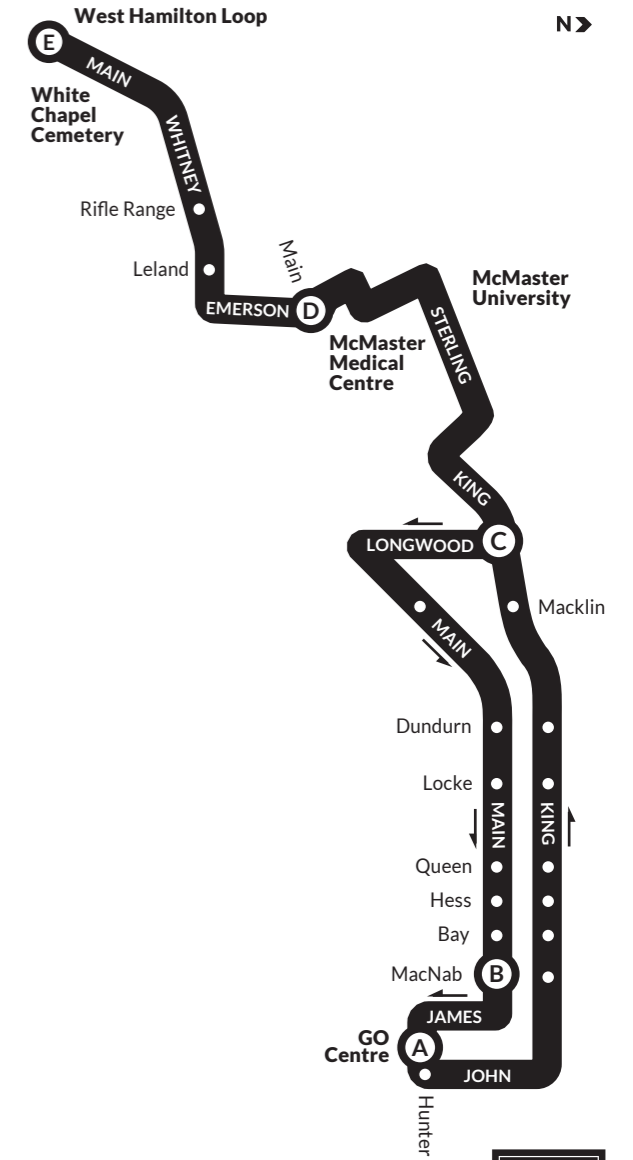 West Hamilton Loop
N
E
MAIN
White
Chapel
Cemetery
WHITNEY
Rifle Range
Leland
Main
EMERSON
D
McMaster
University
McMaster
Medical
Centre
STERLING
KING
LONGWOOD
C
Macklin
MAIN
Dundurn
Locke
MAIN
KING
Queen
Hess
Bay
MacNab
B
JAMES
GO
Centre
A
JOHN
Hunter